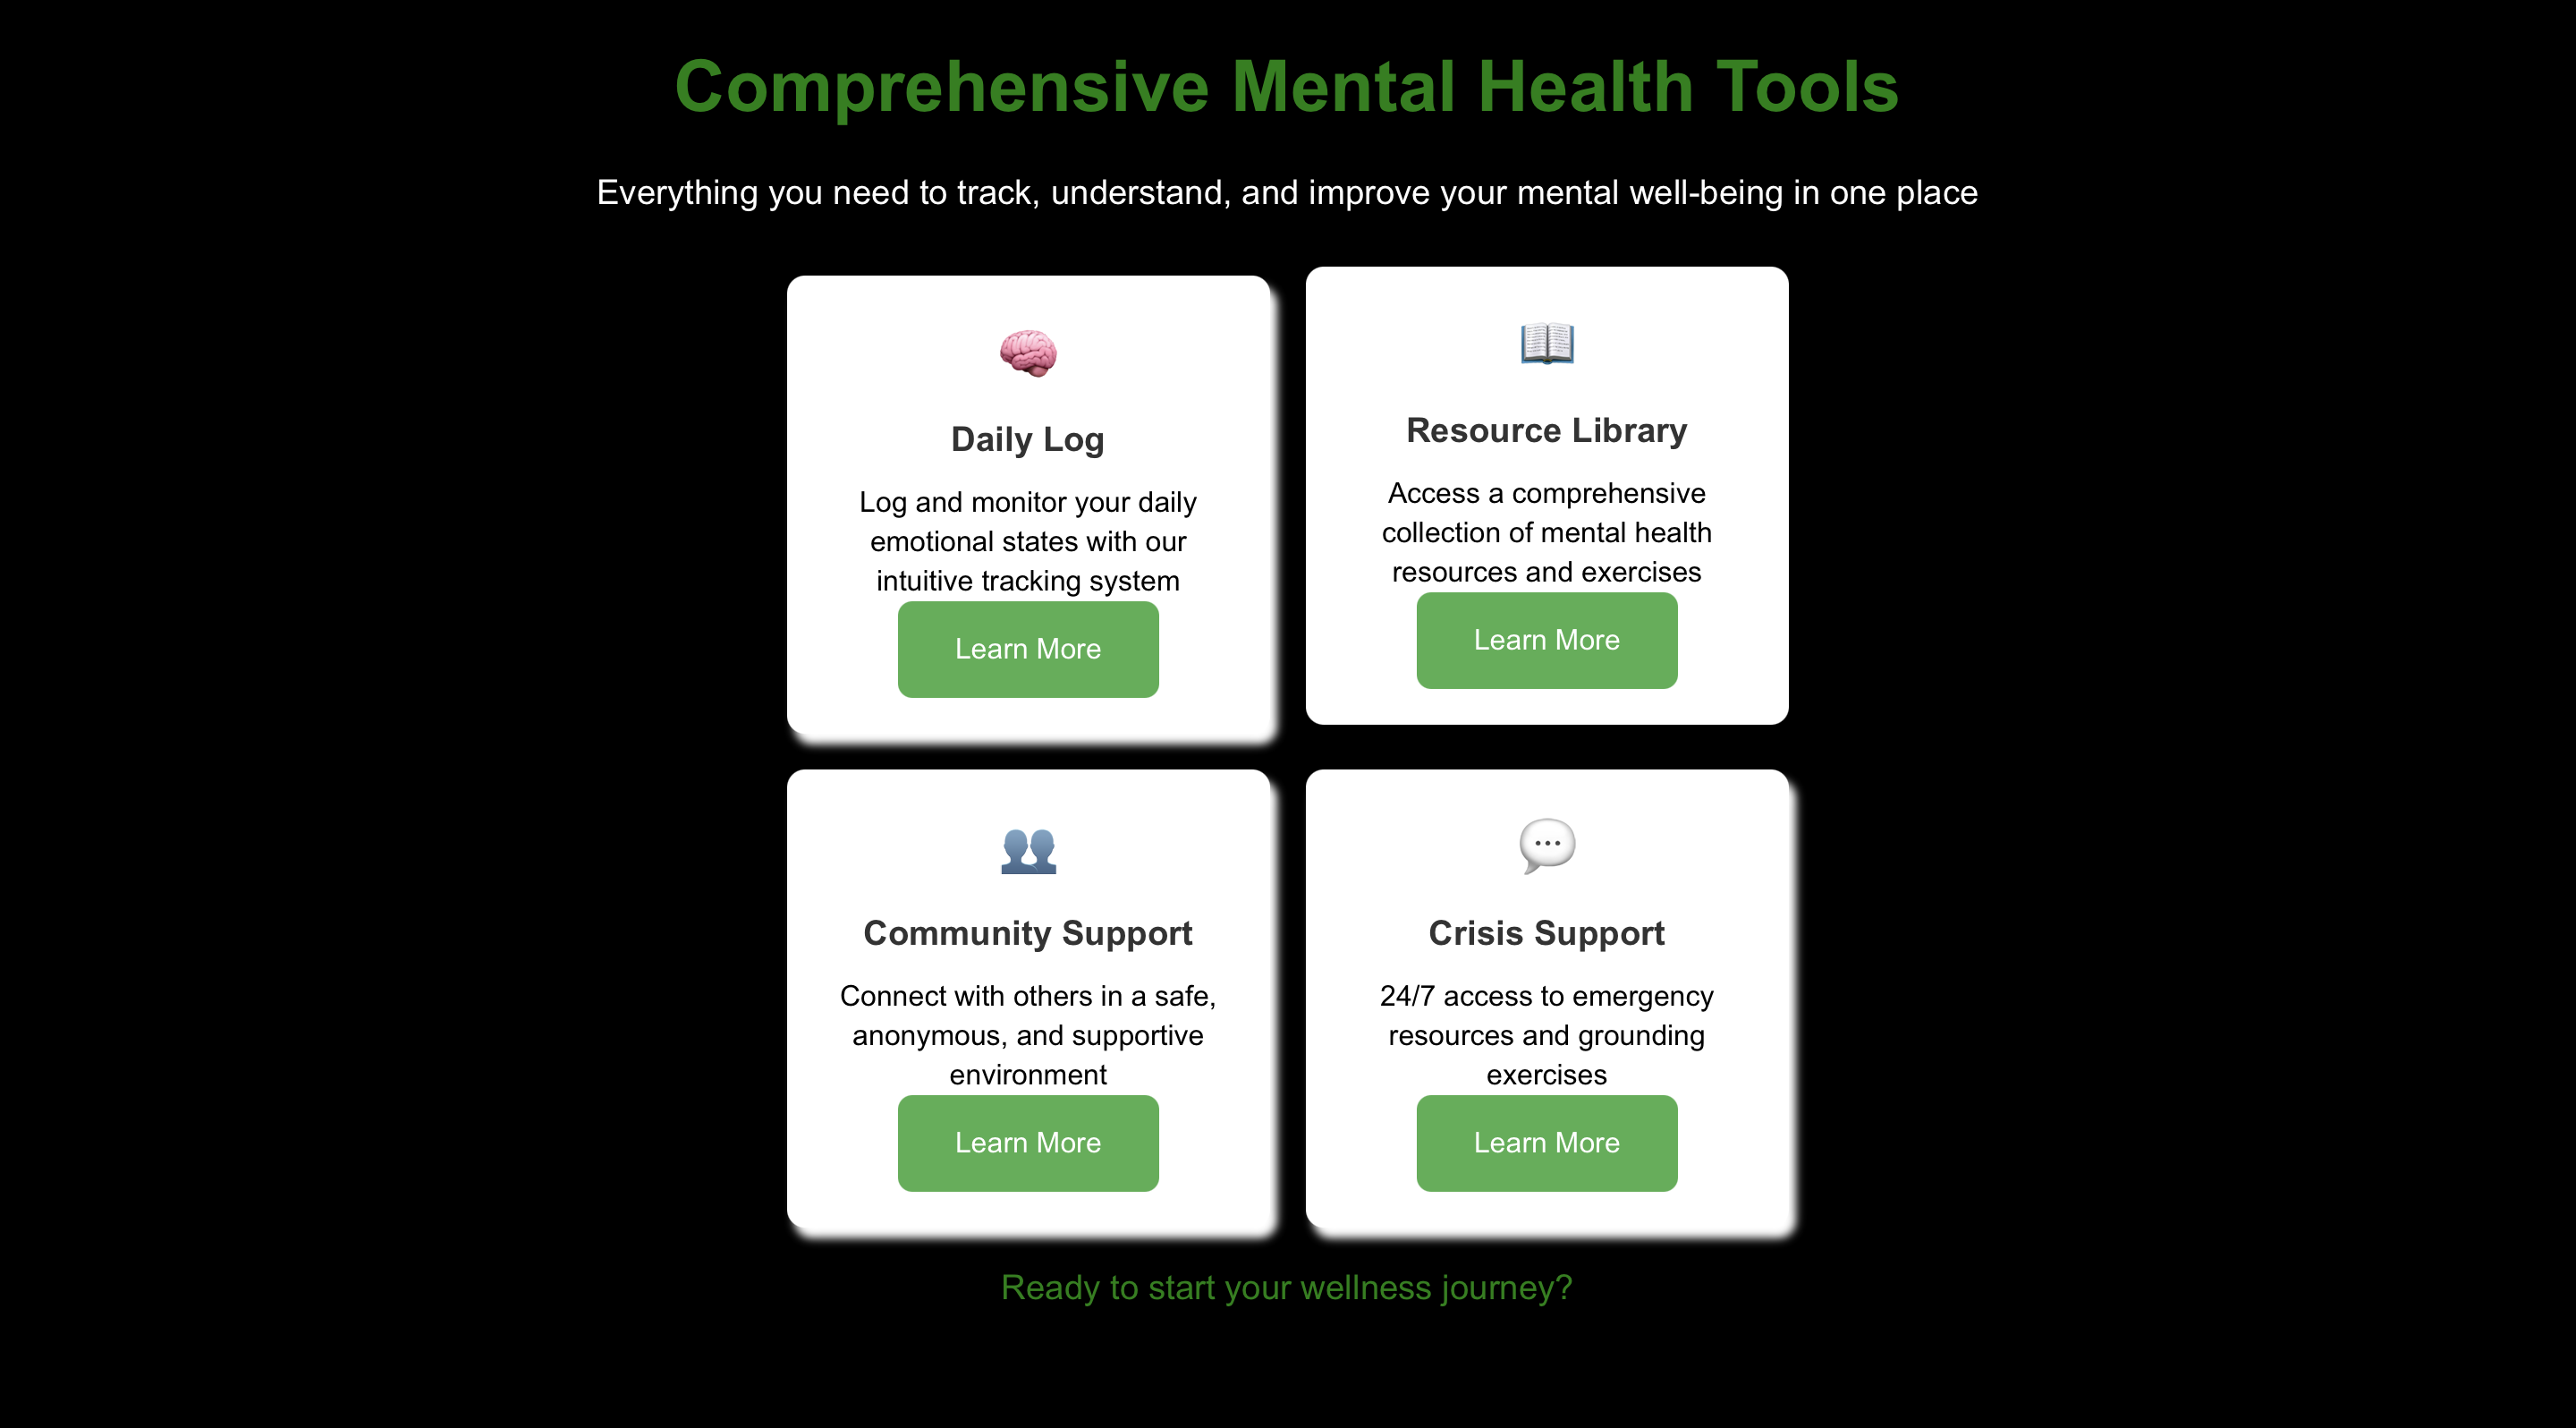 Comprehensive Mental Health Tools
Everything you need to track, understand, and improve your mental well-being in one place
Daily Log
Log and monitor your daily
emotional states with our
intuitive tracking system
Learn More
Resource Library
Access a comprehensive
collection of mental health
resources and exercises
Learn More
Community Support
Connect with others in a safe,
anonymous, and supportive
environment
Learn More
Crisis Support
24/7 access to emergency
resources and grounding
exercises
Learn More
Ready to start your wellness journey?